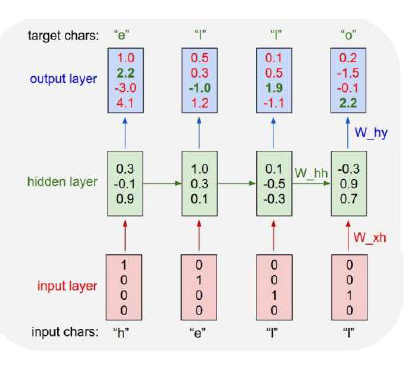 target chars: “e” “l” “l” “o”
output layer
1.0 0.5 0.1 0.2
2.2 0.3 0.5 -1.5
-3.0 -1.0 1.9 -0.1
4.1 1.2 -1.1 2.2
W_hy
hidden layer
0.3 1.0 0.1 -0.3
-0.1 0.3 -0.5 0.9
0.9 0.1 -0.3 0.7
W_hh
W_xh
input layer
1 0 0 0
0 1 0 0
0 0 1 1
0 0 0 0
input chars: “h” “e” “l” “l”